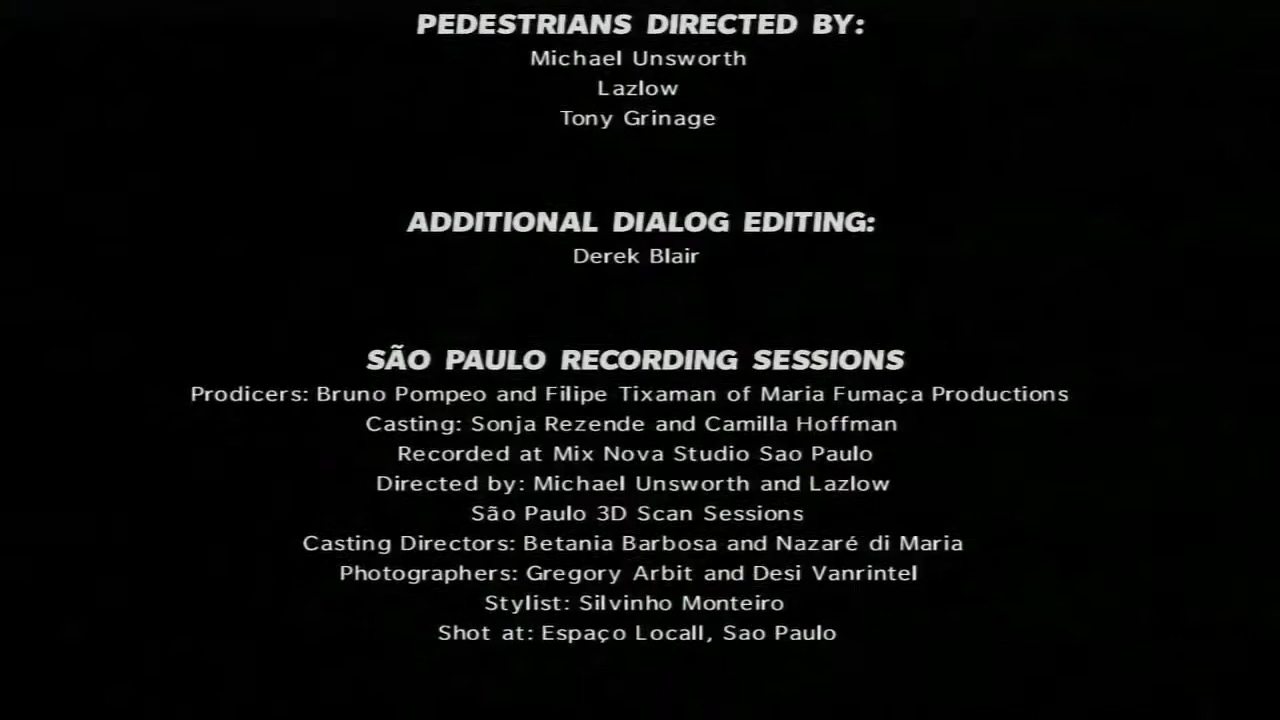 PEDESTRIANS DIRECTED BY:
Michael Unsworth
Lazlow
Tony Grinage
ADDITIONAL DIALOG EDITING:
Derek Blair
SÃO PAULO RECORDING SESSIONS
Prodicers: Bruno Pompeo and Filipe Tixaman of Maria Fumaça Productions
Casting: Sonja Rezende and Camilla Hoffman
Recorded at Mix Nova Studio Sao Paulo
Directed by: Michael Unsworth and Lazlow
São Paulo 3D Scan Sessions
Casting Directors: Betania Barbosa and Nazaré di Maria
Photographers: Gregory Arbit and Desi Vanrintel
Stylist: Silvinho Monteiro
Shot at: Espaço Locall, Sao Paulo